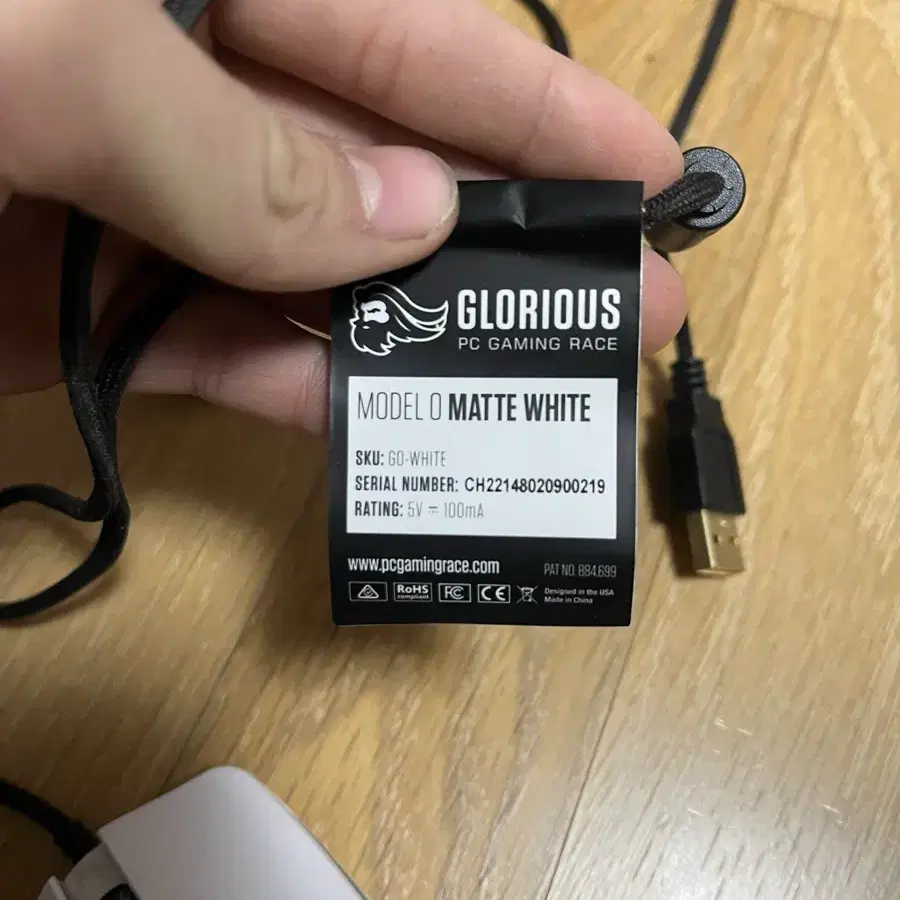 GLORIOUS
PC GAMING RACE
MODEL O MATTE WHITE
SKU: GO-WHITE
SERIAL NUMBER: CH22148020900219
RATING: 5V ⎓ 100mA
www.pcgamingrace.com PAT NO. 884,699
RoHS
compliant
FC CE
Designed in the USA
Made in China